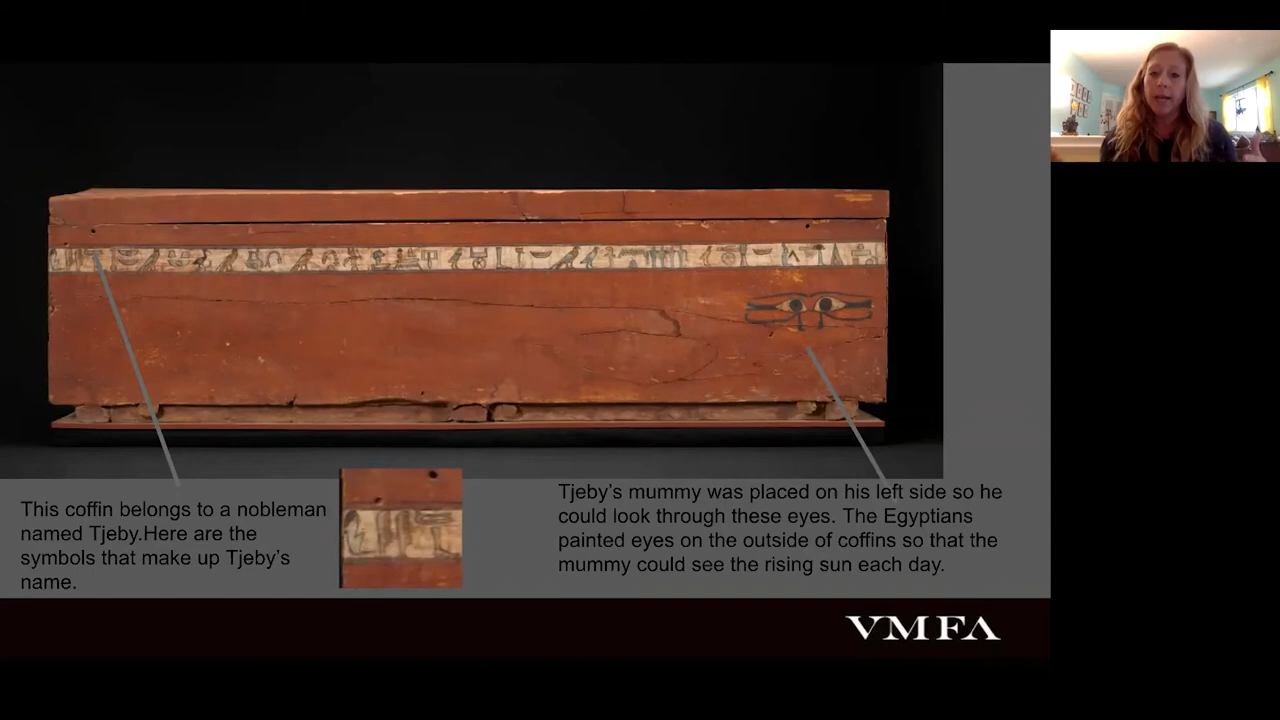 This coffin belongs to a nobleman
named Tjeby.Here are the
symbols that make up Tjeby's
name.
Tjeby's mummy was placed on his left side so he
could look through these eyes. The Egyptians
painted eyes on the outside of coffins so that the
mummy could see the rising sun each day.
VMFA